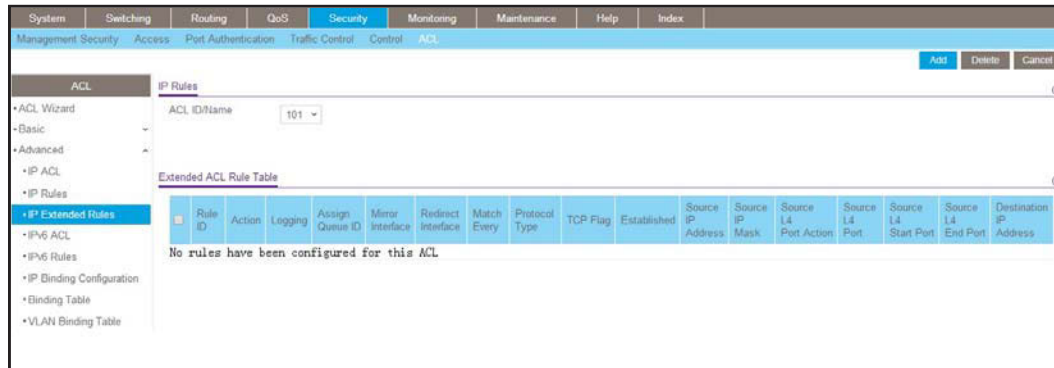 System Switching Routing QoS Security Monitoring Maintenance Help Index
Management Security Access Port Authentication Traffic Control Control ACL
Add Delete Cancel
ACL
IP Rules
• ACL Wizard
ACL ID/Name 101
• Basic
• Advanced
• IP ACL
Extended ACL Rule Table
• IP Rules
• IP Extended Rules
Rule ID Action Logging Assign Queue ID Mirror Interface Redirect Interface Match Every Protocol Type TCP Flag Established Source IP Address Source IP Mask Source L4 Port Action Source L4 Port Source L4 Start Port Source L4 End Port Destination IP Address
No rules have been configured for this ACL
• IPv6 ACL
• IPv6 Rules
• IP Binding Configuration
• Binding Table
• VLAN Binding Table